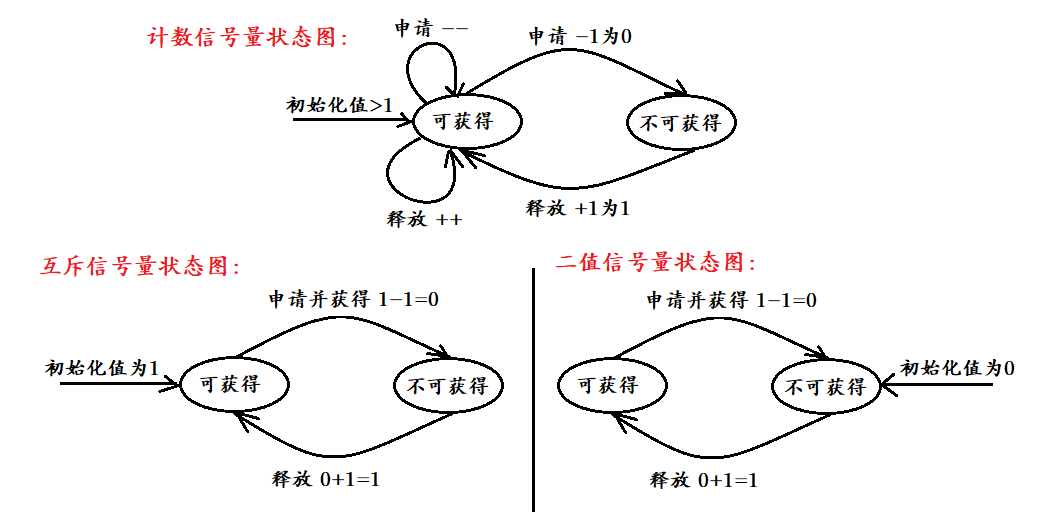 计数信号量状态图:
申请 --
申请 -1为0
初始化值>1
可获得
不可获得
释放 ++
释放 +1为1
互斥信号量状态图:
申请并获得 1-1=0
初始化值为1
可获得
不可获得
释放 0+1=1
二值信号量状态图:
申请并获得 1-1=0
可获得
不可获得
初始化值为0
释放 0+1=1